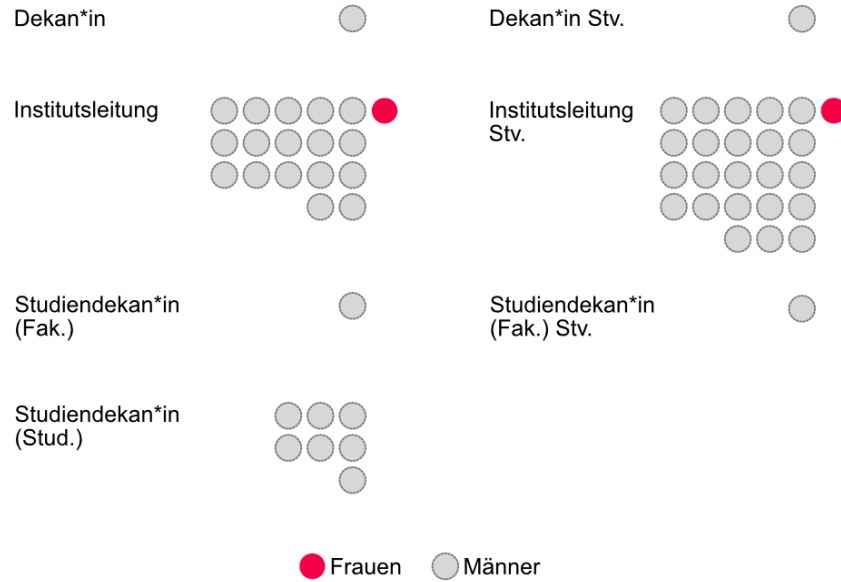 Dekan*in
Dekan*in Stv.
Institutsleitung
Institutsleitung
Stv.
Studiendekan*in
(Fak.)
Studiendekan*in
(Fak.) Stv.
Studiendekan*in
(Stud.)
Frauen
Männer